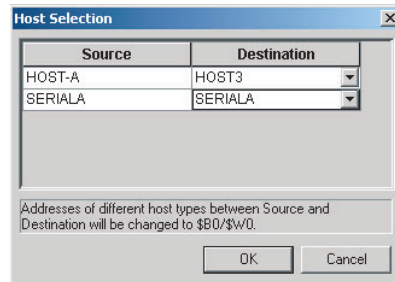 Host Selection
Source Destination
HOST-A HOST3
SERIALA SERIALA
Addresses of different host types between Source and
Destination will be changed to $B0/$W0.
OK Cancel